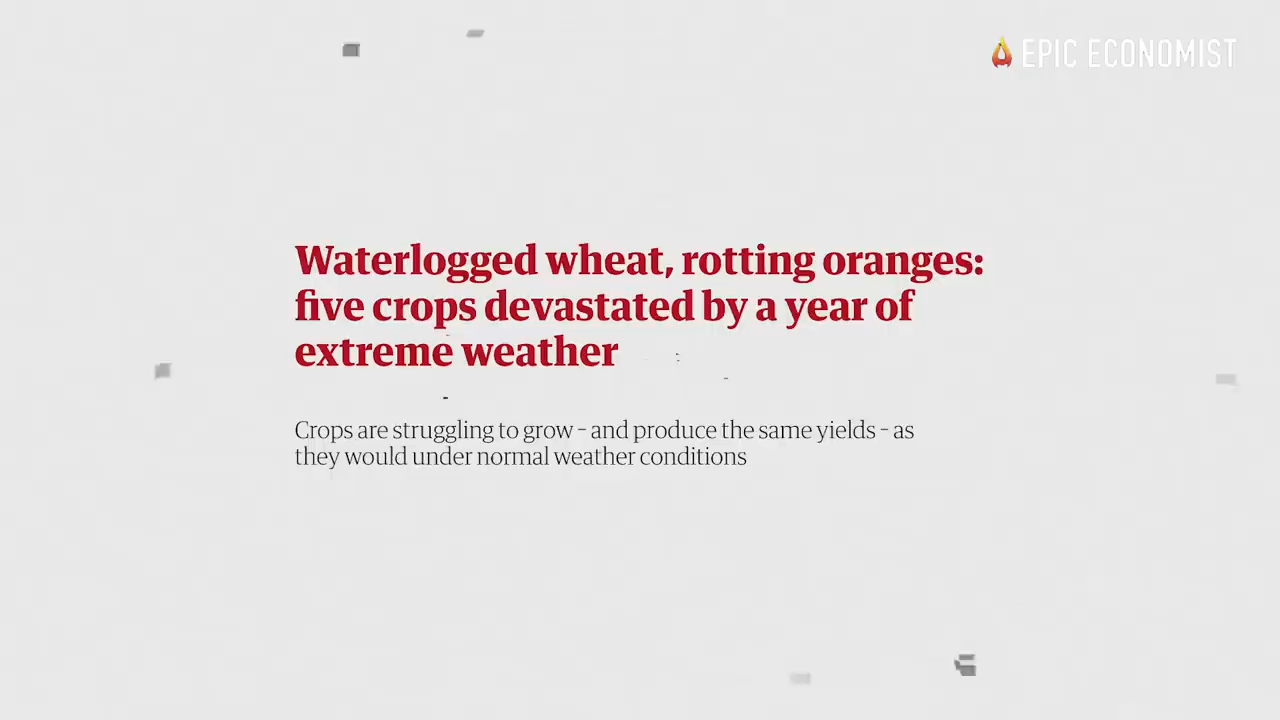 EPIC ECONOMIST
Waterlogged wheat, rotting oranges:
five crops devastated by a year of
extreme weather
Crops are struggling to grow – and produce the same yields – as
they would under normal weather conditions